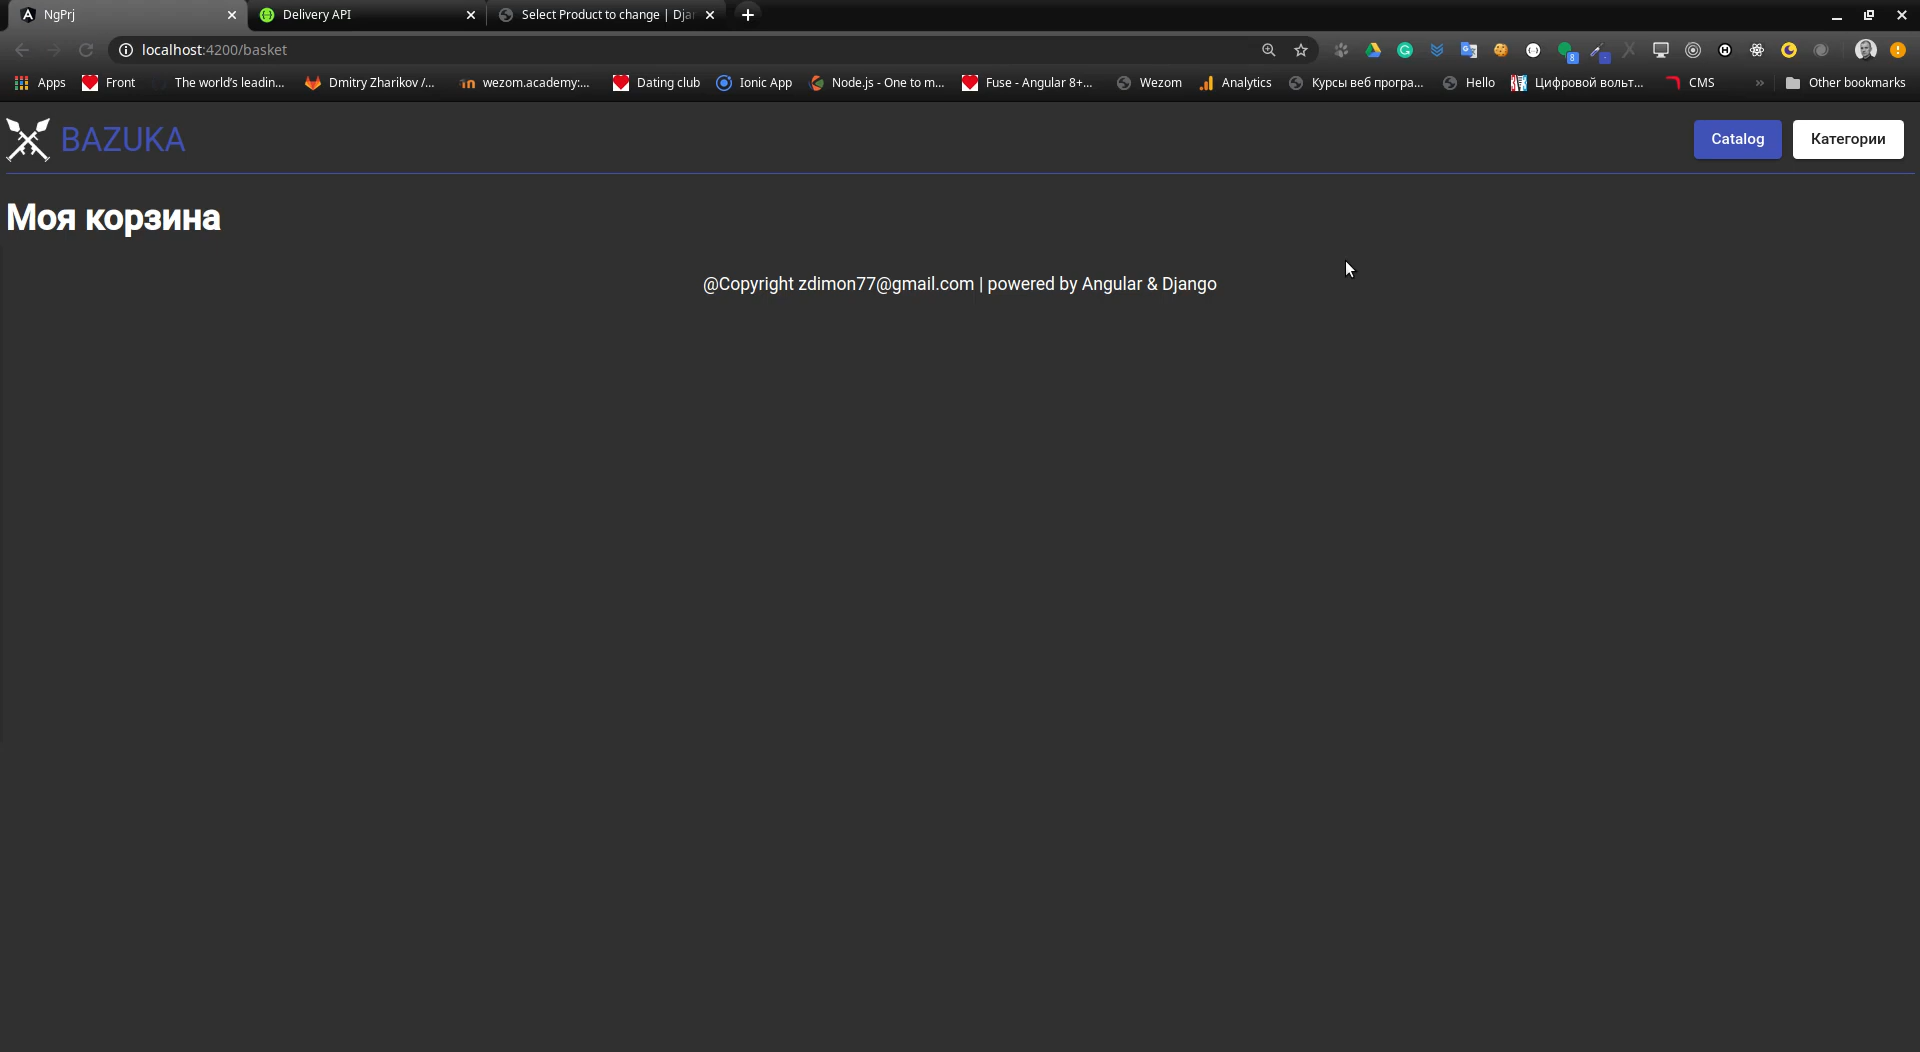 NgPrj
Delivery API
Select Product to change | Djan
localhost:4200/basket
8
Apps
Front
The world's leadin...
Dmitry Zharikov /...
wezom.academy:...
Dating club
Ionic App
Node.js - One to m...
Fuse - Angular 8+...
Wezom
Analytics
Курсы веб програ...
Hello
Цифровой вольт...
CMS
»
Other bookmarks
BAZUKA
Catalog
Категории
Моя корзина
@Copyright zdimon77@gmail.com | powered by Angular & Django